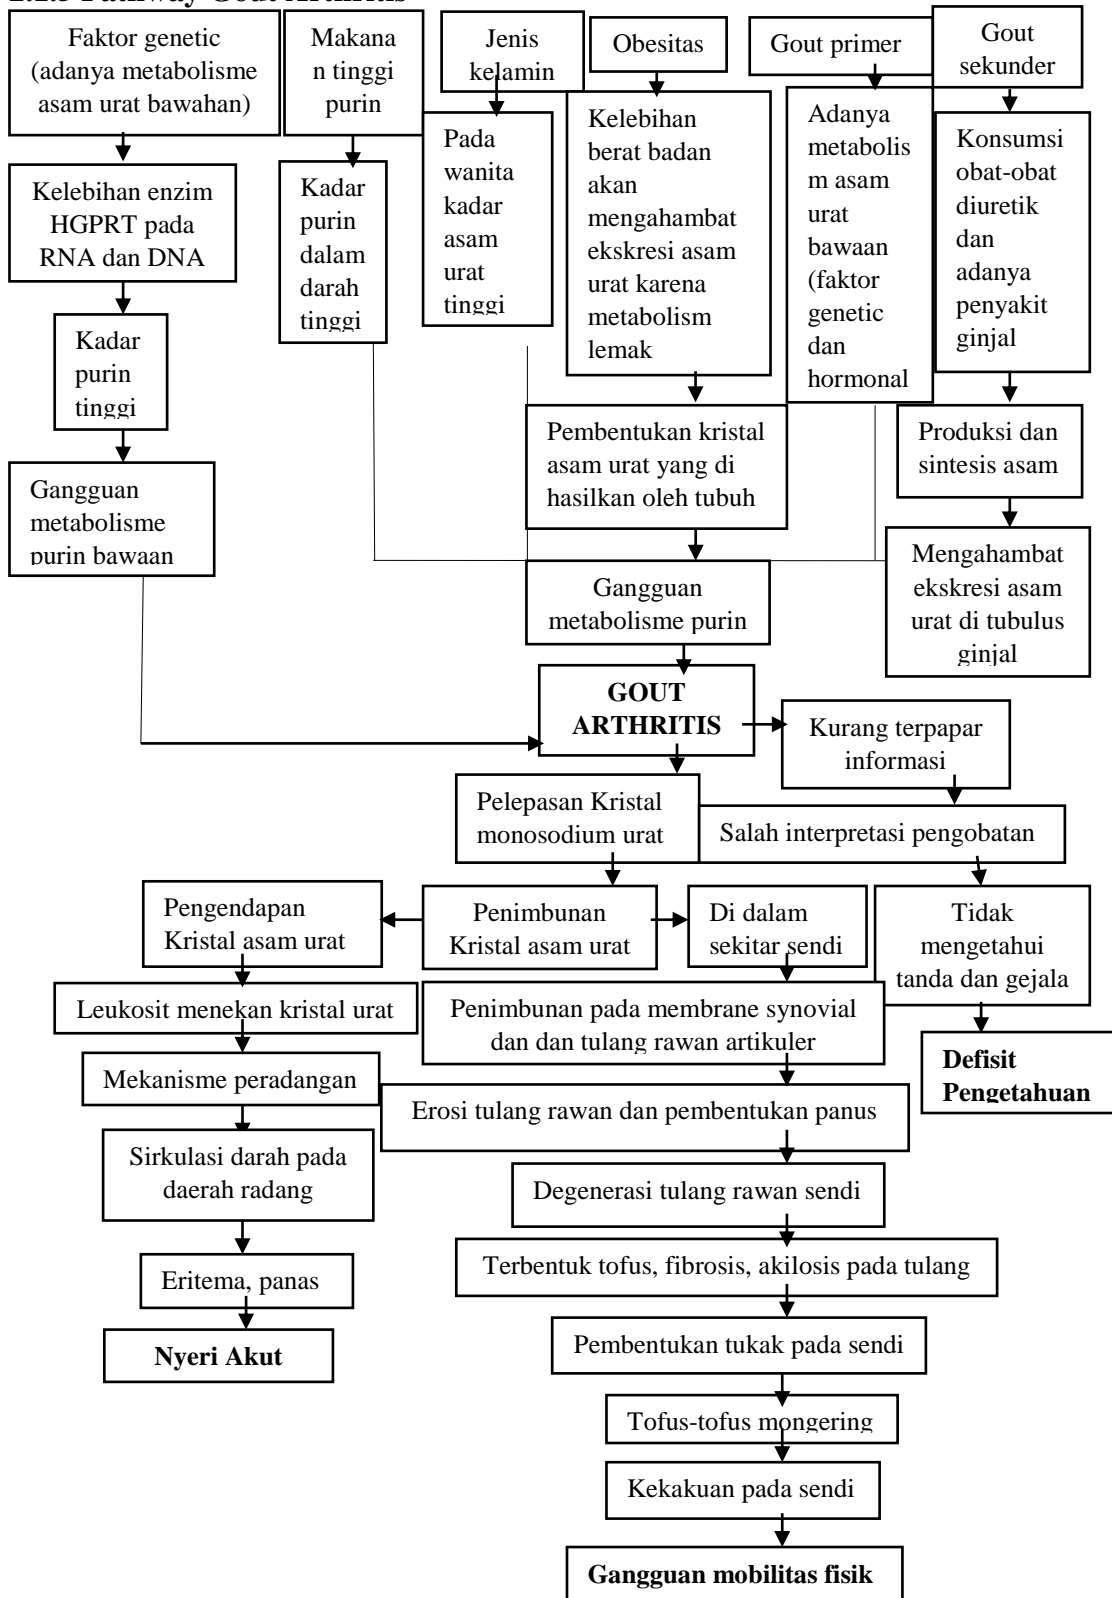 2.1.5 Pathway Gout Arthritis
Faktor genetic
(adanya metabolisme
asam urat bawahan)
Makana
n tinggi
purin
Jenis
kelamin
Obesitas
Gout primer
Gout
sekunder
Kelebihan enzim
HGPRT pada
RNA dan DNA
Kadar
purin
dalam
darah
tinggi
Pada
wanita
kadar
asam
urat
tinggi
Kelebihan
berat badan
akan
mengahambat
ekskresi asam
urat karena
metabolism
lemak
Adanya
metabolis
m asam
urat
bawaan
(faktor
genetic
dan
hormonal
Konsumsi
obat-obat
diuretik
dan
adanya
penyakit
ginjal
Kadar
purin
tinggi
Pembentukan kristal
asam urat yang di
hasilkan oleh tubuh
Produksi dan
sintesis asam
Gangguan
metabolisme
purin bawaan
Gangguan
metabolisme purin
Mengahambat
ekskresi asam
urat di tubulus
ginjal
GOUT
ARTHRITIS
Kurang terpapar
informasi
Pelepasan Kristal
monosodium urat
Salah interpretasi pengobatan
Pengendapan
Kristal asam urat
Penimbunan
Kristal asam urat
Di dalam
sekitar sendi
Tidak
mengetahui
tanda dan gejala
Leukosit menekan kristal urat
Penimbunan pada membrane synovial
dan dan tulang rawan artikuler
Defisit
Pengetahuan
Mekanisme peradangan
Erosi tulang rawan dan pembentukan panus
Sirkulasi darah pada
daerah radang
Degenerasi tulang rawan sendi
Eritema, panas
Terbentuk tofus, fibrosis, akilosis pada tulang
Nyeri Akut
Pembentukan tukak pada sendi
Tofus-tofus mongering
Kekakuan pada sendi
Gangguan mobilitas fisik